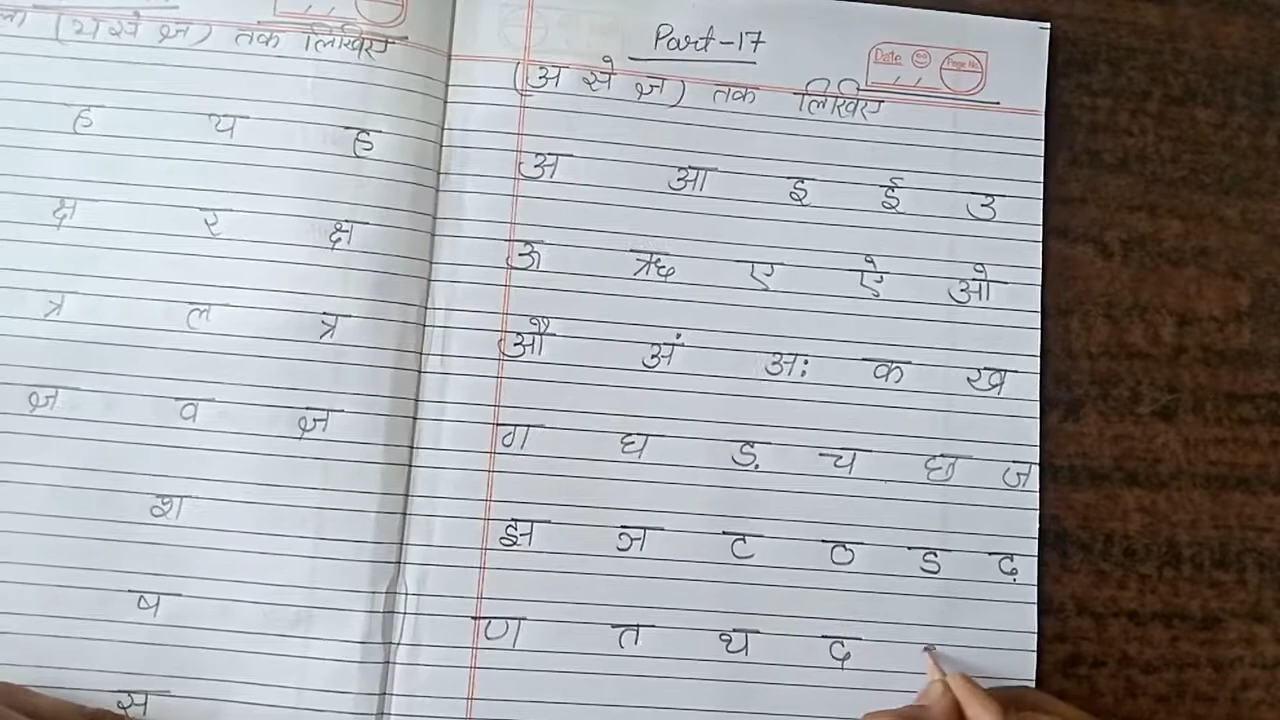 (य से ज्ञ) तक लिखिए
ह य ह
क्ष र क्ष
त्र ल त्र
ज्ञ व ज्ञ
श
ष
स
Part-17
Date Page No.
(अ से ज्ञ) तक लिखिए
अ आ इ ई उ
ऊ ऋ ए ऐ ओ
औ अं अः क ख
ग घ ङ च छ ज
झ ञ ट ठ ड ढ़
ण त थ द